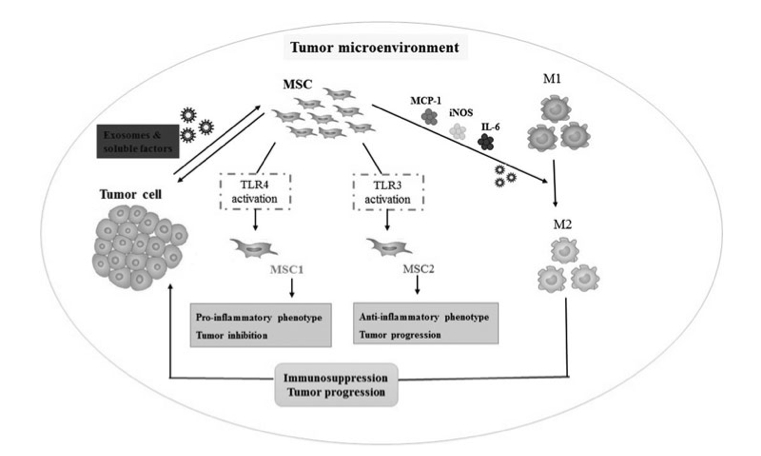 Tumor microenvironment
MSC
M1
MCP-1
iNOS
IL-6
Exosomes &
soluble factors
Tumor cell
TLR4
activation
TLR3
activation
M2
MSC1
MSC2
Pro-inflammatory phenotype
Tumor inhibition
Anti-inflammatory phenotype
Tumor progression
Immunosuppression
Tumor progression